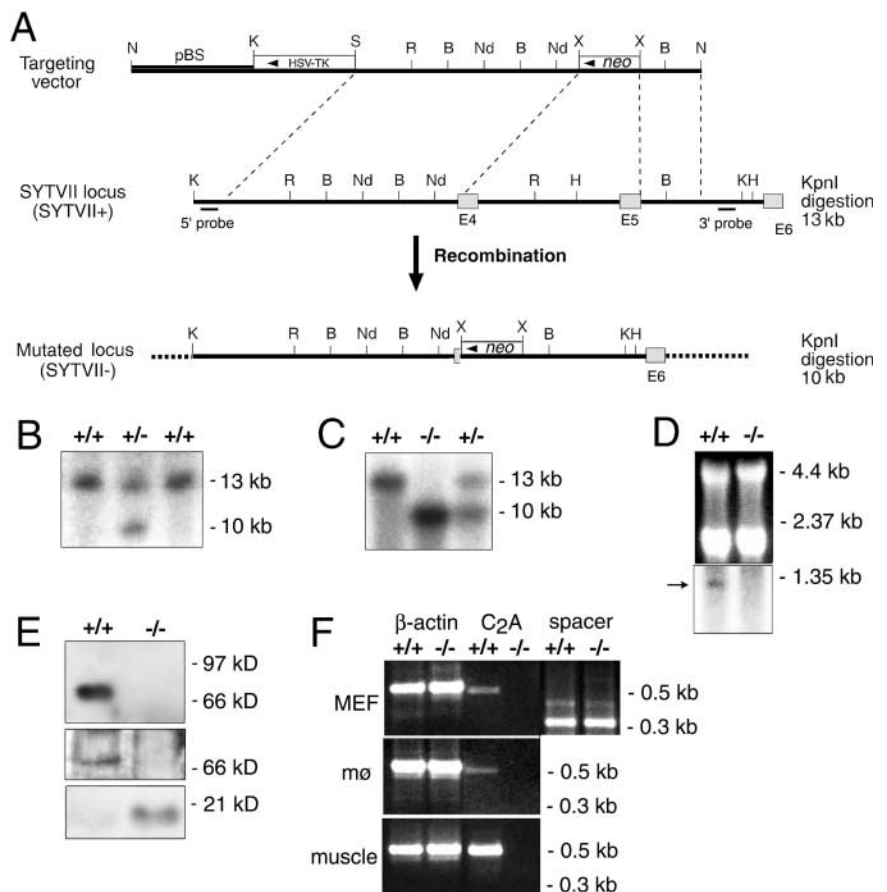 A
N pBS K S R B Nd B Nd X X B N
Targeting vector
HSV-TK
neo
SYTVII locus (SYTVII+)
K R B Nd B Nd R H B KH
5' probe
E4
E5
3' probe
E6
KpnI digestion 13 kb
Recombination
Mutated locus (SYTVII-)
K R B Nd B Nd X X B KH
neo
E6
KpnI digestion 10 kb
B
+/+ +/- +/+
- 13 kb
- 10 kb
C
+/+ -/- +/-
- 13 kb
- 10 kb
D
+/+ -/-
- 4.4 kb
- 2.37 kb
- 1.35 kb
E
+/+ -/-
- 97 kD
- 66 kD
- 66 kD
- 21 kD
F
β-actin C2A spacer
+/+ -/- +/+ -/- +/+ -/-
MEF
- 0.5 kb
- 0.3 kb
mø
- 0.5 kb
- 0.3 kb
muscle
- 0.5 kb
- 0.3 kb